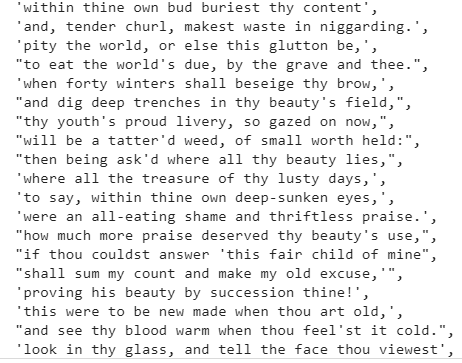 'within thine own bud buriest thy content',
'and, tender churl, makest waste in niggarding.',
'pity the world, or else this glutton be,',
"to eat the world's due, by the grave and thee.",
'when forty winters shall beseige thy brow,',
"and dig deep trenches in thy beauty's field,",
"thy youth's proud livery, so gazed on now,",
"will be a tatter'd weed, of small worth held:",
"then being ask'd where all thy beauty lies,",
'where all the treasure of thy lusty days,',
'to say, within thine own deep-sunken eyes,',
'were an all-eating shame and thriftless praise.',
"how much more praise deserved thy beauty's use,",
"if thou couldst answer 'this fair child of mine",
"shall sum my count and make my old excuse,'",
'proving his beauty by succession thine!',
'this were to be new made when thou art old,',
"and see thy blood warm when thou feel'st it cold.",
'look in thy glass, and tell the face thou viewest',